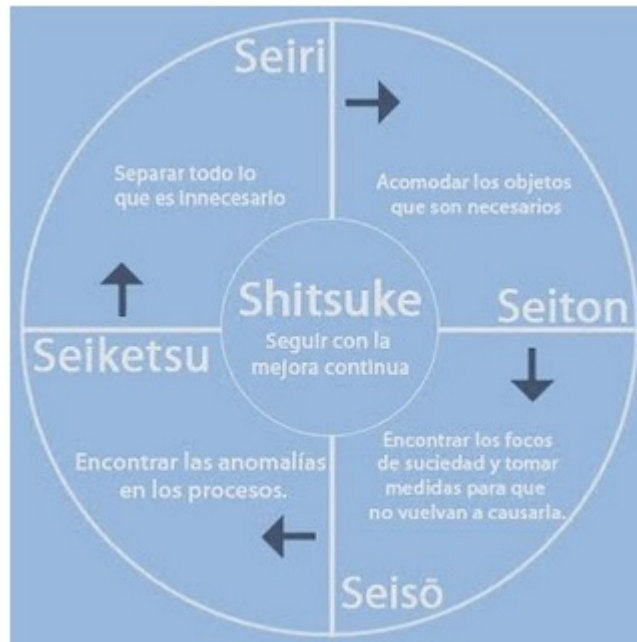 Seiri
Separar todo lo
que es innecesario
Acomodar los objetos
que son necesarios
Seiton
Encontrar los focos
de suciedad y tomar
medidas para que
no vuelvan a causarla.
Seisō
Encontrar las anomalías
en los procesos.
Seiketsu
Shitsuke
Seguir con la
mejora continua